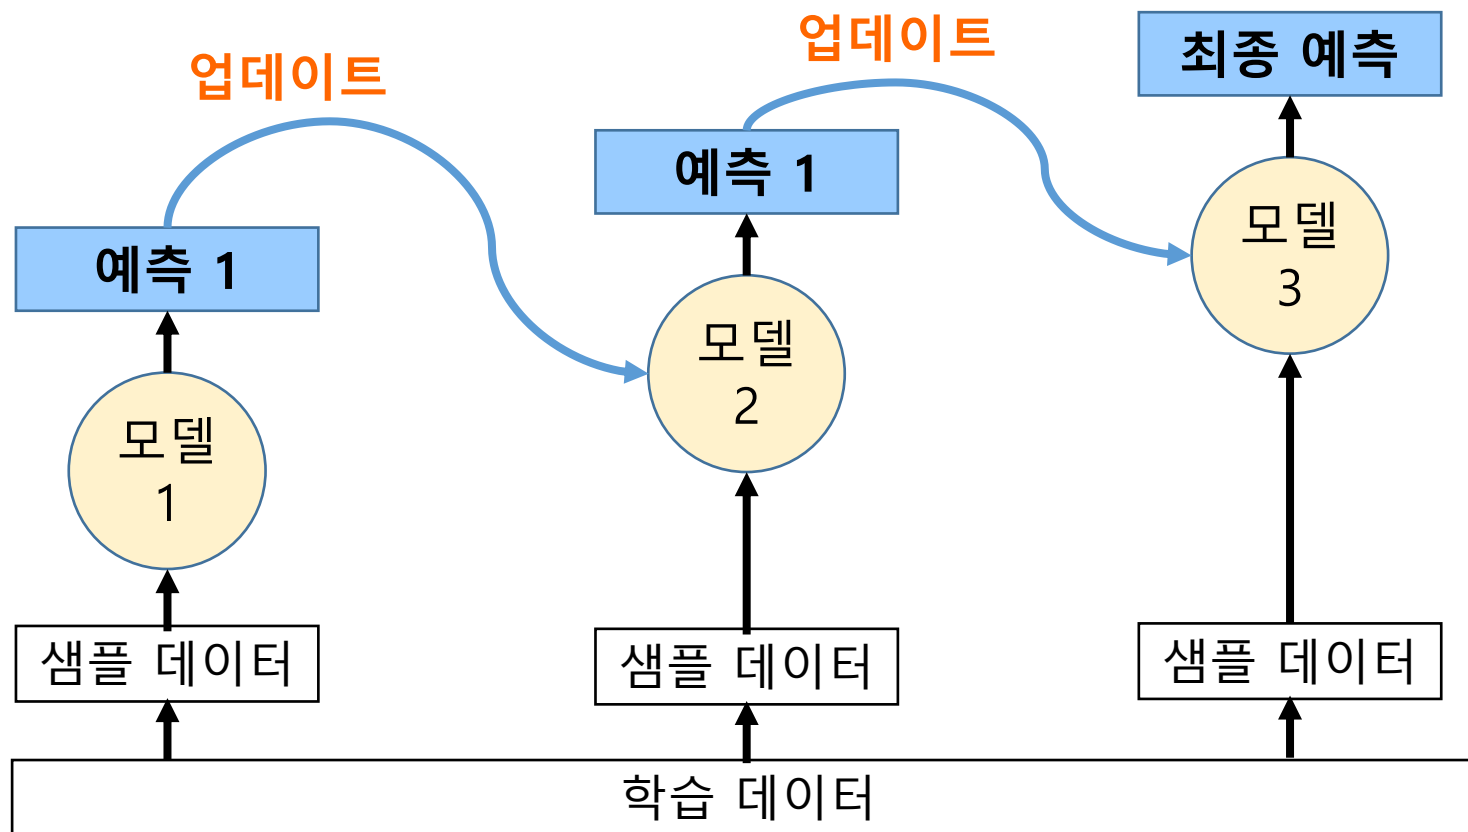 업데이트
업데이트
최종 예측
예측 1
예측 1
모델
3
모델
2
모델
1
샘플 데이터
샘플 데이터
샘플 데이터
학습 데이터